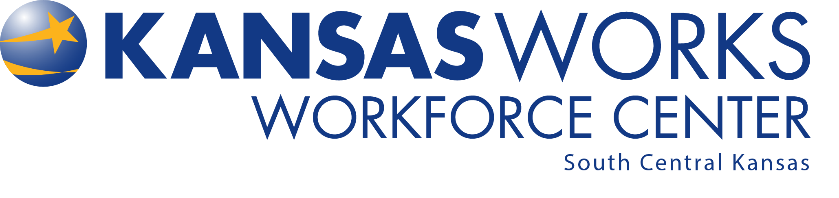 KANSASWORKS
WORKFORCE CENTER
South Central Kansas